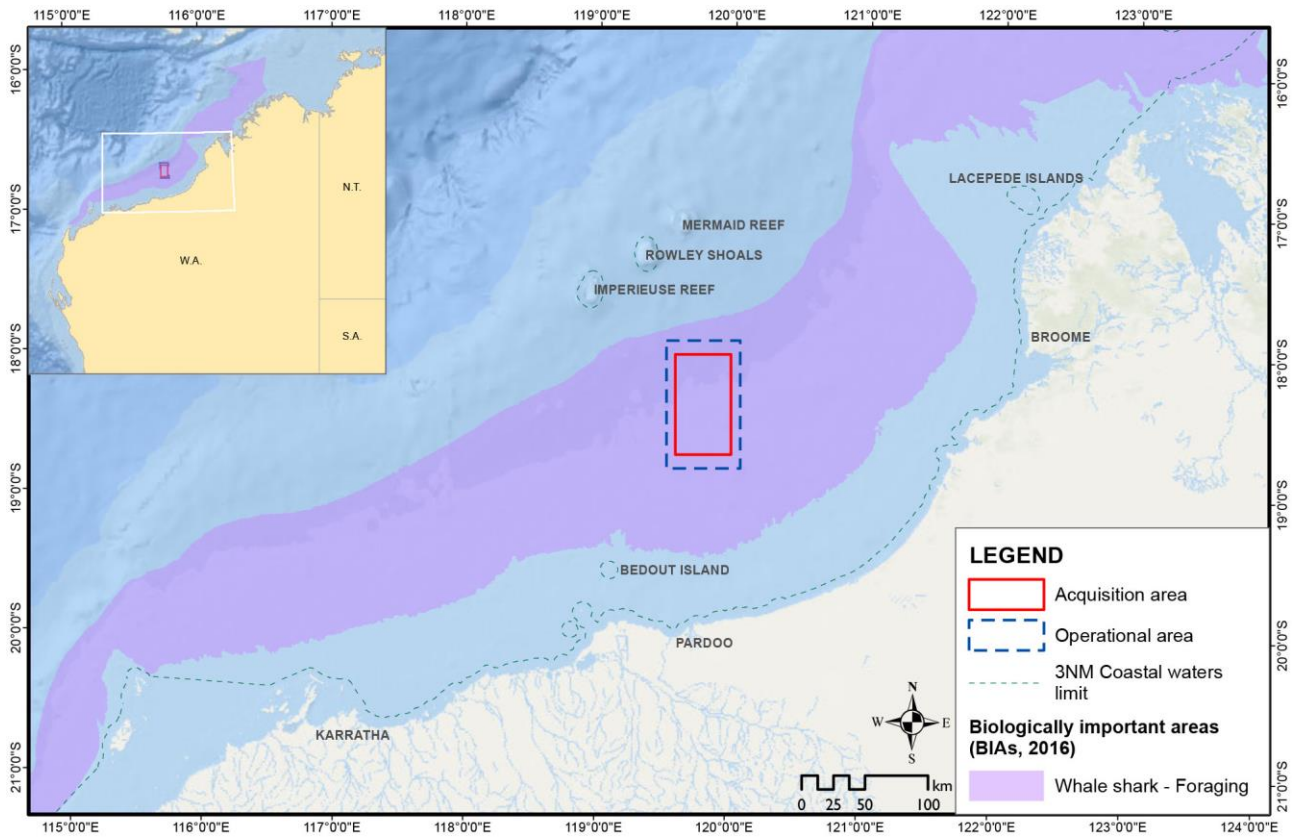 115°0'0"E 116°0'0"E 117°0'0"E 118°0'0"E 119°0'0"E 120°0'0"E 121°0'0"E 122°0'0"E 123°0'0"E
16°0'0"S
17°0'0"S
18°0'0"S
19°0'0"S
20°0'0"S
21°0'0"S
N.T.
W.A.
S.A.
LACEPEDE ISLANDS
MERMAID REEF
ROWLEY SHOALS
IMPERIEUSE REEF
BROOME
BEDOUT ISLAND
PARDOO
KARRATHA
N
W E
S
km
0 25 50 100
LEGEND
Acquisition area
Operational area
3NM Coastal waters
limit
Biologically important areas
(BIAs, 2016)
Whale shark - Foraging
16°0'0"S
17°0'0"S
18°0'0"S
19°0'0"S
20°0'0"S
21°0'0"S
115°0'0"E 116°0'0"E 117°0'0"E 118°0'0"E 119°0'0"E 120°0'0"E 121°0'0"E 122°0'0"E 123°0'0"E 124°0'0"E